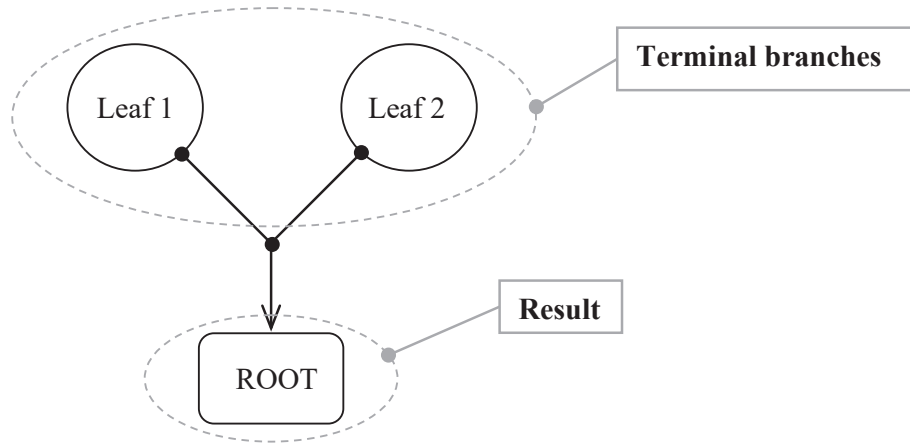 Terminal branches
Leaf 1
Leaf 2
Result
ROOT